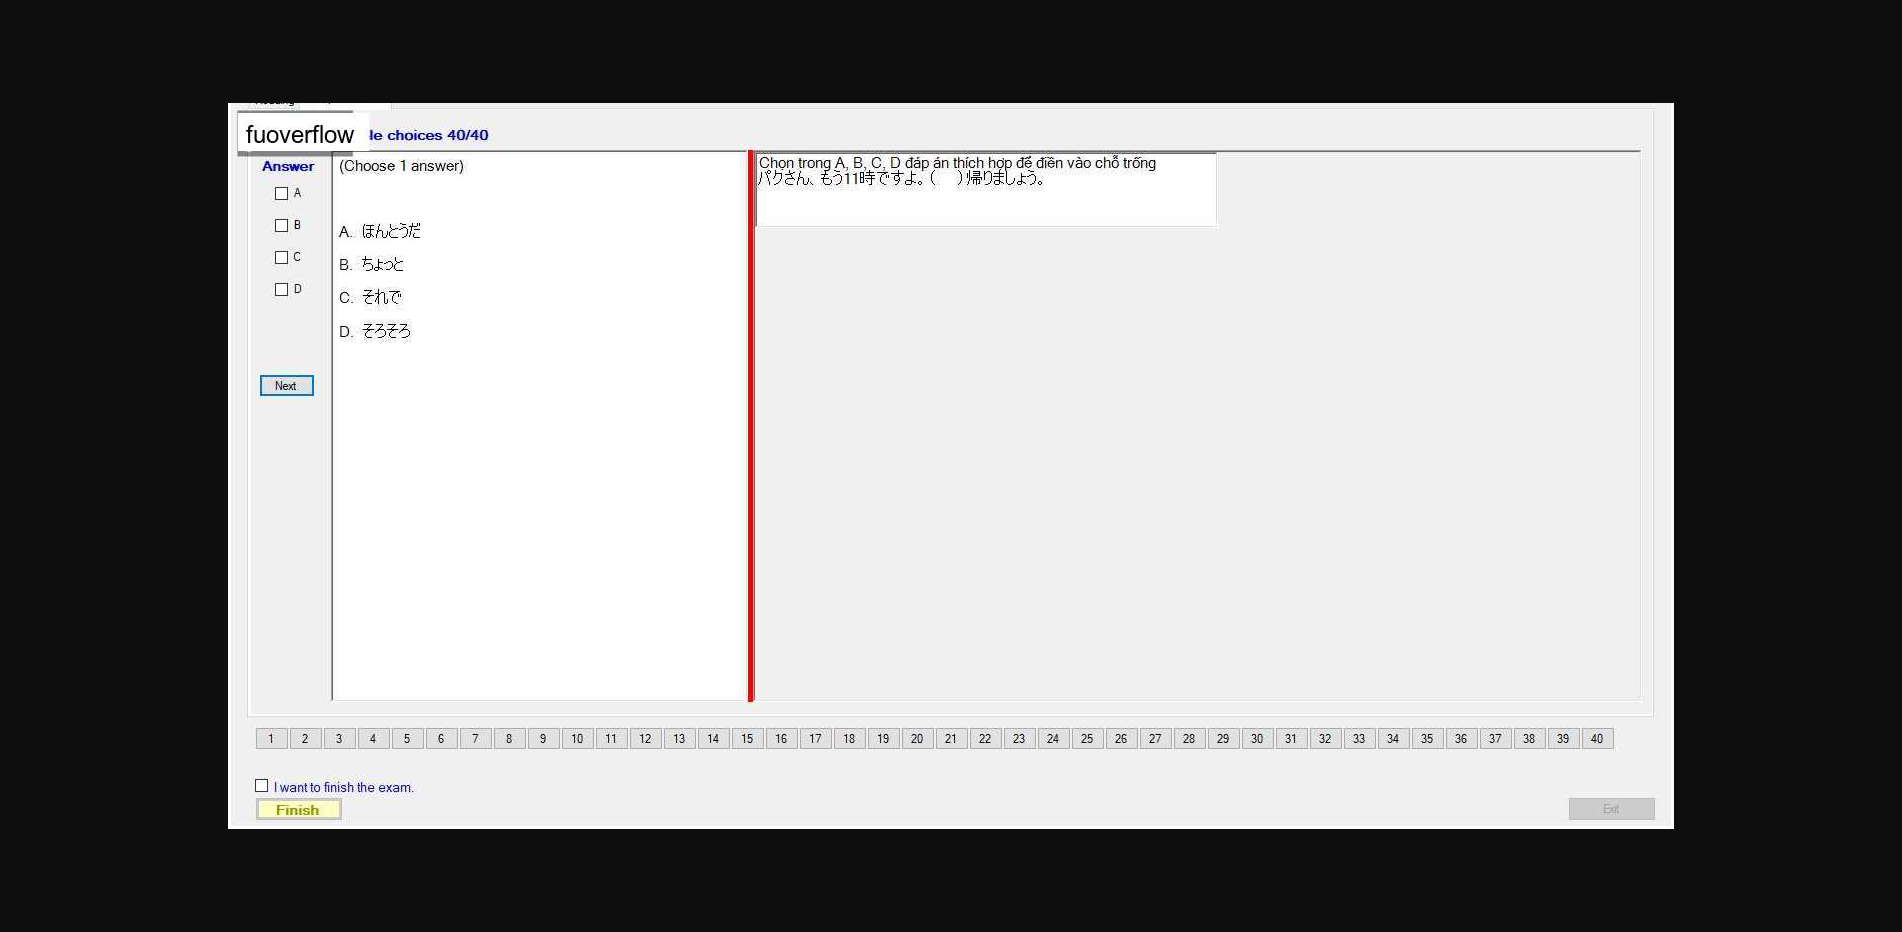 fuoverflow
le choices 40/40
Answer
(Choose 1 answer)
A
B
C
D
A. ほんとうだ
B. ちょっと
C. それで
D. そろそろ
Next
Chọn trong A, B, C, D đáp án thích hợp để điền vào chỗ trống
パクさん、もう11時ですよ。（　）帰りましょう。
1 2 3 4 5 6 7 8 9 10 11 12 13 14 15 16 17 18 19 20 21 22 23 24 25 26 27 28 29 30 31 32 33 34 35 36 37 38 39 40
I want to finish the exam.
Finish
Exit